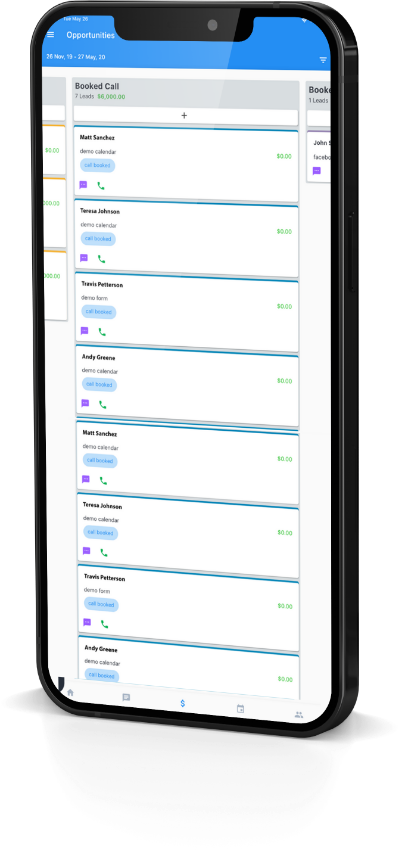 Tue May 26
Opportunities
26 Nov, 19 - 27 May, 20
Booked Call
7 Leads $6,000.00
+
Matt Sanchez
demo calendar
$0.00
call booked
Teresa Johnson
demo calendar
$0.00
call booked
Travis Petterson
demo form
$0.00
call booked
Andy Greene
demo calendar
$0.00
call booked
Matt Sanchez
demo calendar
$0.00
call booked
Teresa Johnson
demo calendar
$0.00
call booked
Travis Petterson
demo form
$0.00
call booked
Andy Greene
demo calendar
$0.00
call booked
$0.00
000.00
000.00
Booke
1 Leads
John S
facebo
$